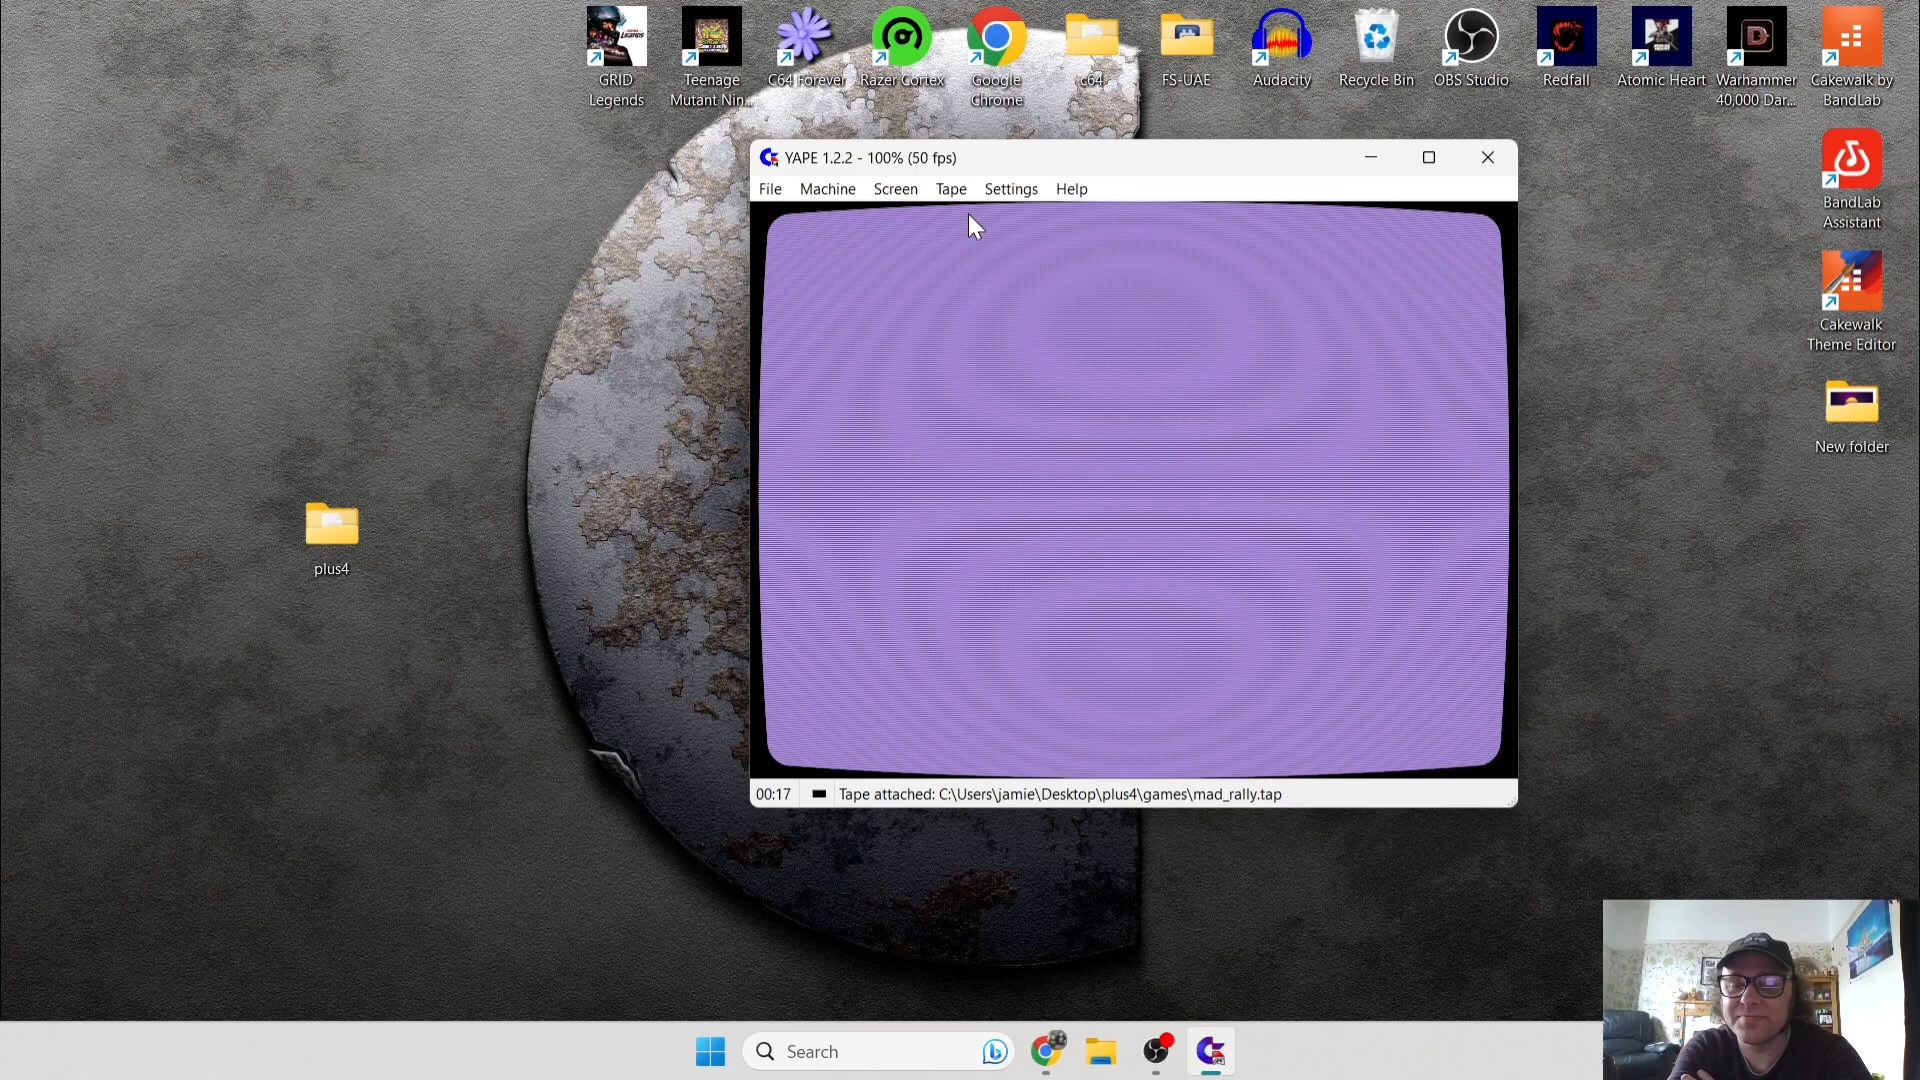 GRID
Legends
Teenage
Mutant Nin...
C64 Forever
Razer Cortex
Google
Chrome
c64
FS-UAE
Audacity
Recycle Bin
OBS Studio
Redfall
Atomic Heart
Warhammer
40,000 Dar...
Cakewalk by
BandLab
BandLab
Assistant
Cakewalk
Theme Editor
New folder
plus4
YAPE 1.2.2 - 100% (50 fps)
File Machine Screen Tape Settings Help
00:17 Tape attached: C:\Users\jamie\Desktop\plus4\games\mad_rally.tap
Search